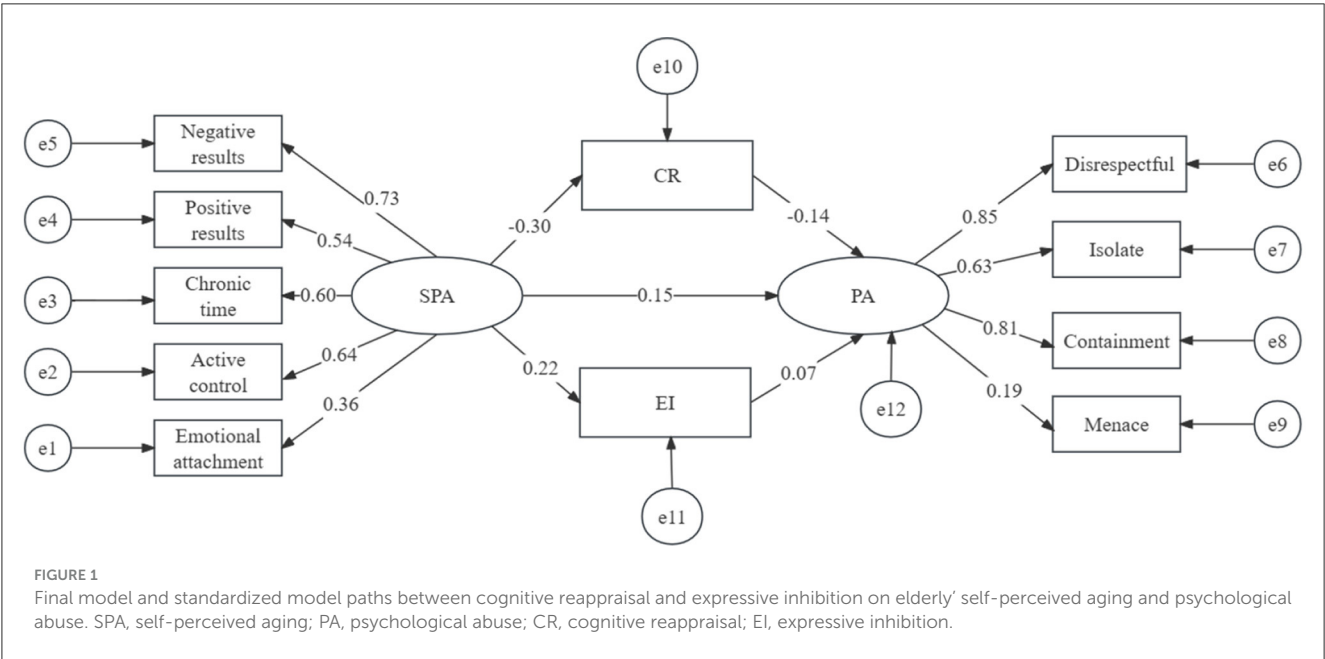 e10
e5
Negative
results
e4
Positive
results
e3
Chronic
time
e2
Active
control
e1
Emotional
attachment
0.73
0.54
0.60
0.64
0.36
SPA
-0.30
0.15
0.22
CR
EI
e11
-0.14
0.07
PA
e12
0.85
0.63
0.81
0.19
Disrespectful
e6
Isolate
e7
Containment
e8
Menace
e9
FIGURE 1
Final model and standardized model paths between cognitive reappraisal and expressive inhibition on elderly' self-perceived aging and psychological
abuse. SPA, self-perceived aging; PA, psychological abuse; CR, cognitive reappraisal; EI, expressive inhibition.